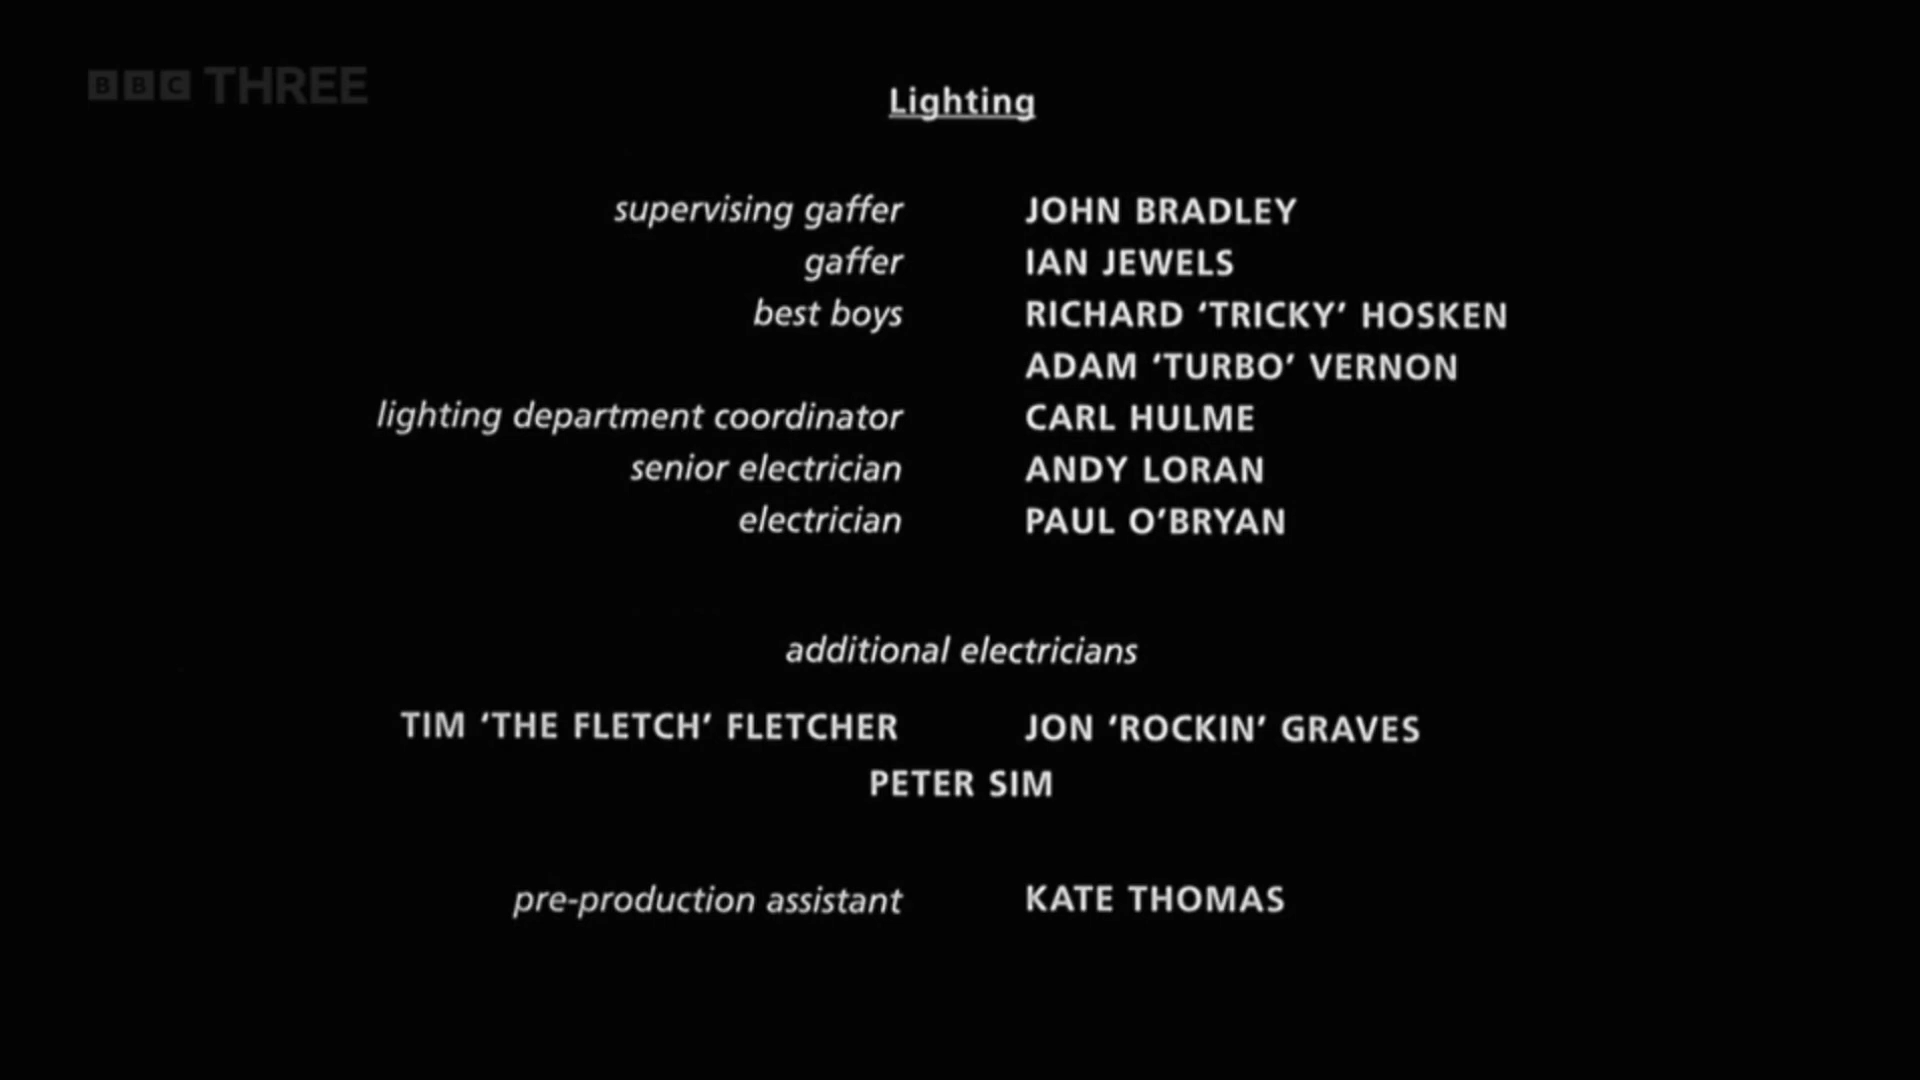 BBC THREE
Lighting
supervising gaffer JOHN BRADLEY
gaffer IAN JEWELS
best boys RICHARD ‘TRICKY’ HOSKEN
ADAM ‘TURBO’ VERNON
lighting department coordinator CARL HULME
senior electrician ANDY LORAN
electrician PAUL O’BRYAN
additional electricians
TIM ‘THE FLETCH’ FLETCHER JON ‘ROCKIN’ GRAVES
PETER SIM
pre-production assistant KATE THOMAS